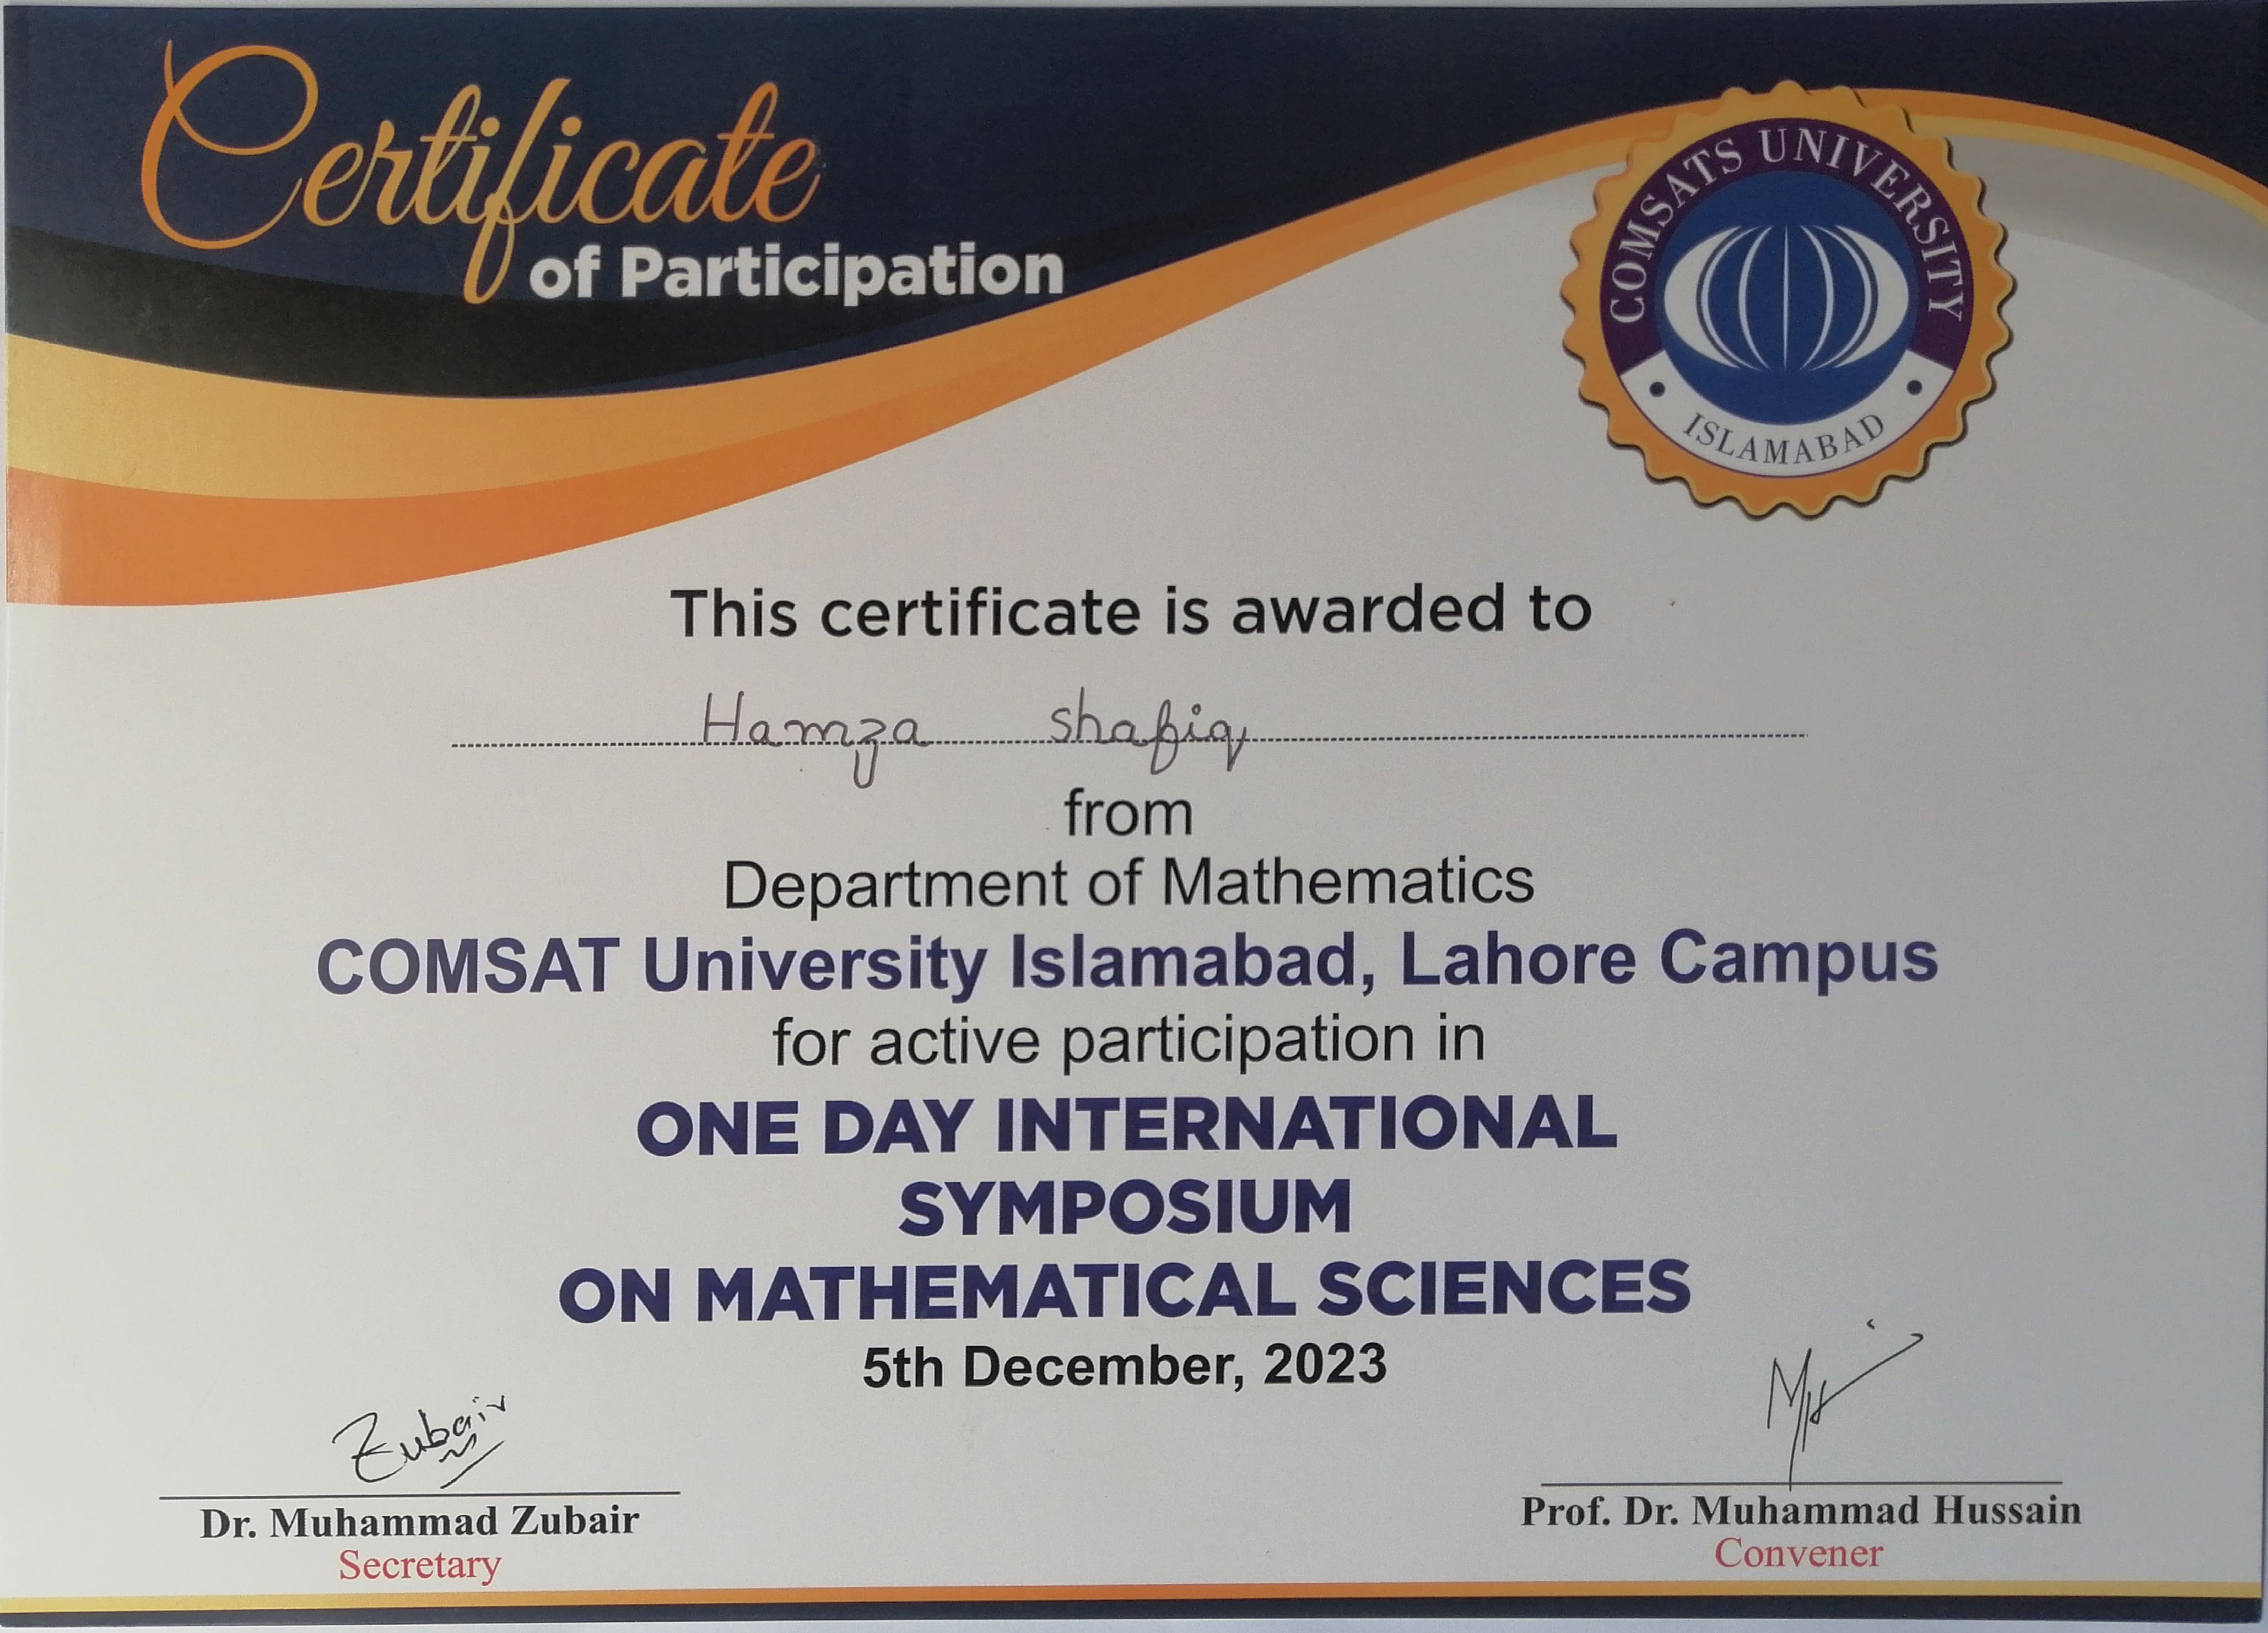 Certificate
of Participation
COMSATS UNIVERSITY
ISLAMABAD
This certificate is awarded to
Hamza shafiq
from
Department of Mathematics
COMSAT University Islamabad, Lahore Campus
for active participation in
ONE DAY INTERNATIONAL
SYMPOSIUM
ON MATHEMATICAL SCIENCES
5th December, 2023
Zubair
Dr. Muhammad Zubair
Secretary
Prof. Dr. Muhammad Hussain
Convener